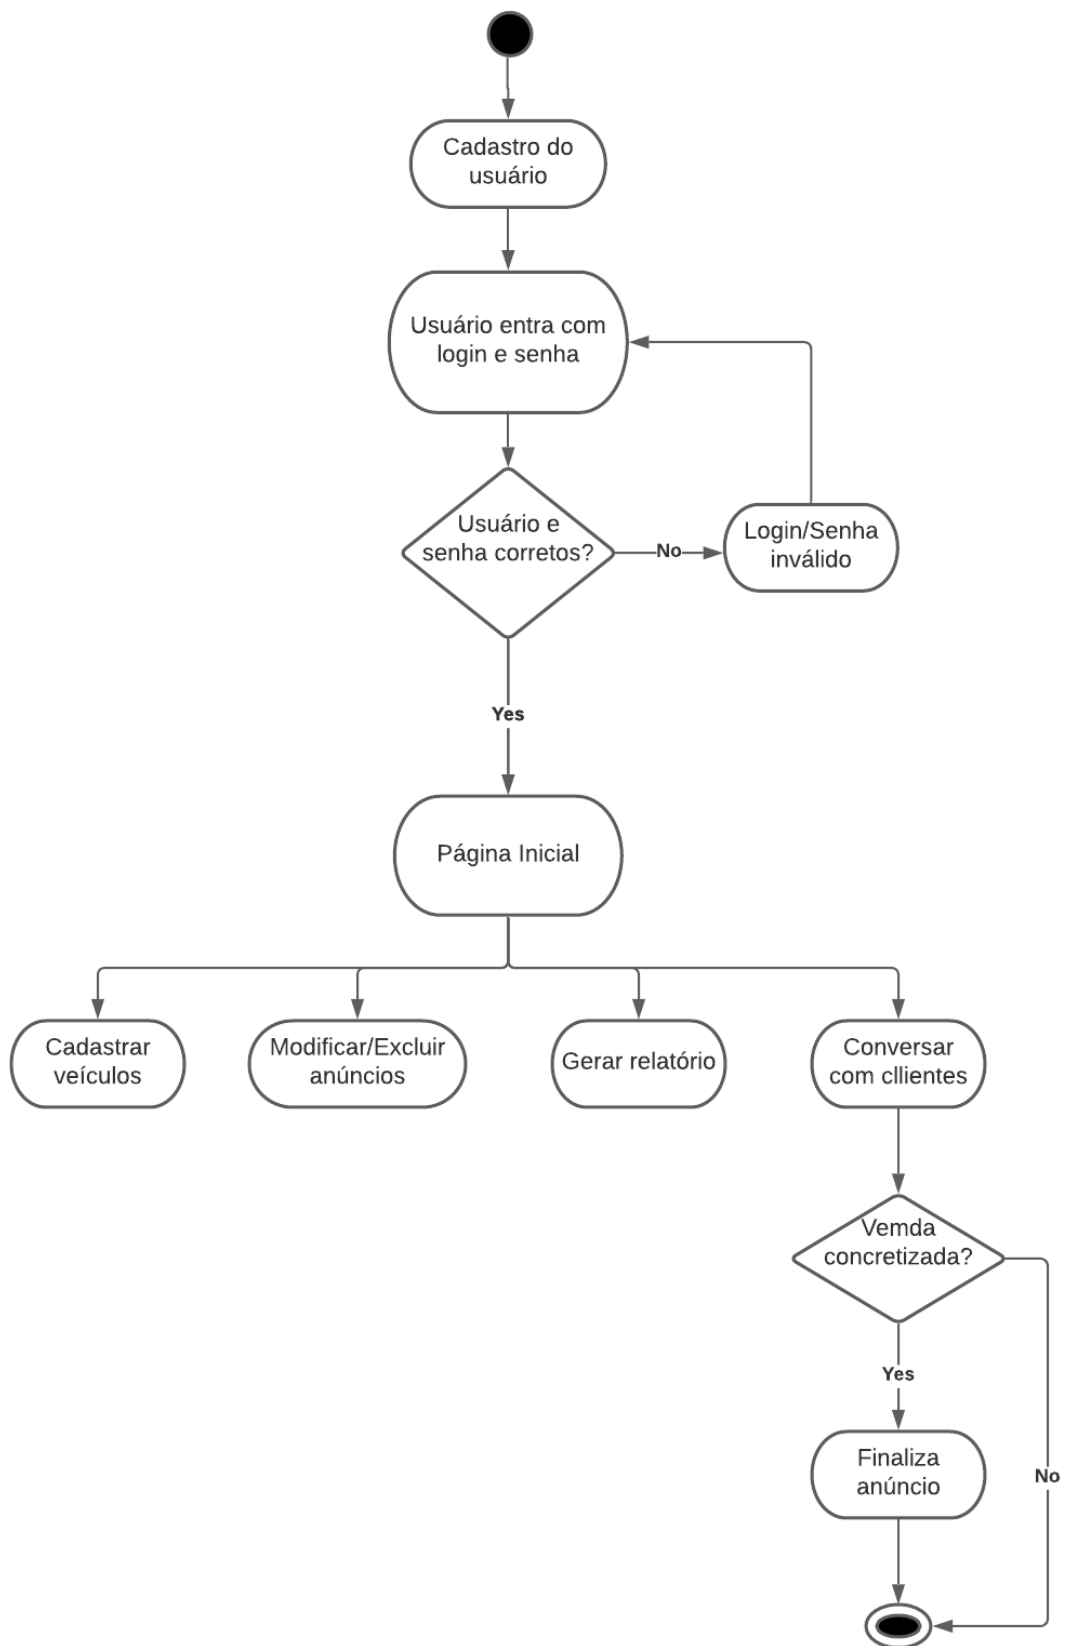 Cadastro do
usuário
Usuário entra com
login e senha
Usuário e
senha corretos?
No
Login/Senha
inválido
Yes
Página Inicial
Cadastrar
veículos
Modificar/Excluir
anúncios
Gerar relatório
Conversar
com cllientes
Vemda
concretizada?
Yes
Finaliza
anúncio
No